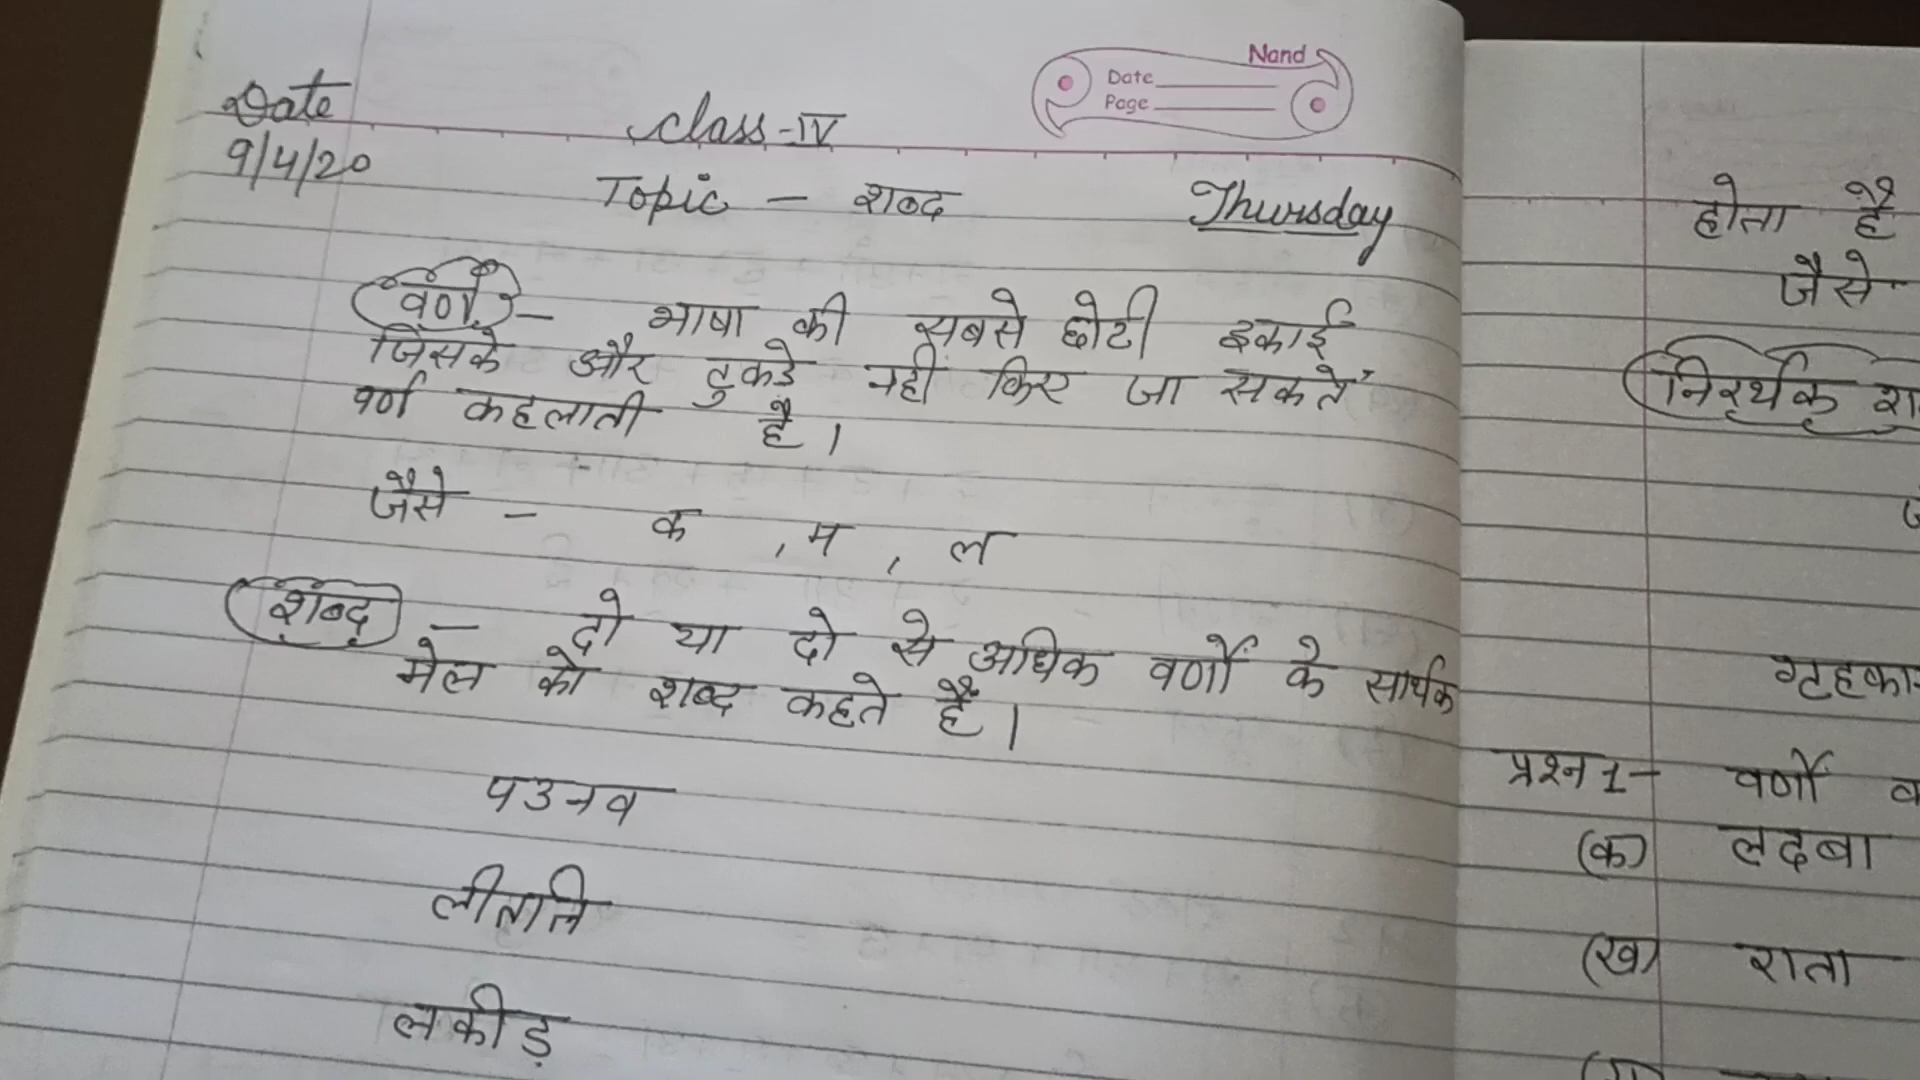 Nand
Date
Page
Date
9/4/20
Class-IV
Topic – शब्द
Thursday
वर्ण – भाषा की सबसे छोटी इकाई
जिसके और टुकड़े नहीं किए जा सकते
वर्ण कहलाती है।
जैसे – क , म , ल
शब्द – दो या दो से अधिक वर्णों के सार्थक
मेल को शब्द कहते हैं।
पउनव
लीतति
लकीड़
होता है
जैसे
निरर्थक
प्रश्न 1– वर्णों
(क) लदबा
(ख) राता